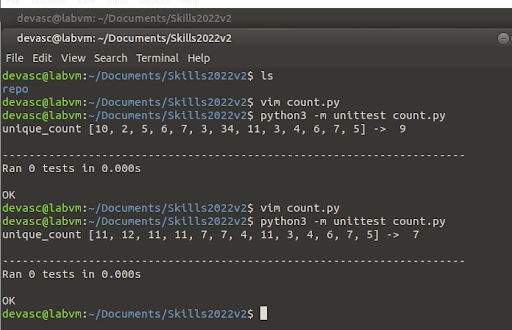 devasc@labvm: ~/Documents/Skills2022v2
devasc@labvm: ~/Documents/Skills2022v2
File Edit View Search Terminal Help
devasc@labvm:~/Documents/Skills2022v2$ ls
repo
devasc@labvm:~/Documents/Skills2022v2$ vim count.py
devasc@labvm:~/Documents/Skills2022v2$ python3 -m unittest count.py
unique_count [10, 2, 5, 6, 7, 3, 34, 11, 3, 4, 6, 7, 5] ->  9
----------------------------------------------------------------------
Ran 0 tests in 0.000s
OK
devasc@labvm:~/Documents/Skills2022v2$ vim count.py
devasc@labvm:~/Documents/Skills2022v2$ python3 -m unittest count.py
unique_count [11, 12, 11, 11, 7, 7, 4, 11, 3, 4, 6, 7, 5] ->  7
----------------------------------------------------------------------
Ran 0 tests in 0.000s
OK
devasc@labvm:~/Documents/Skills2022v2$